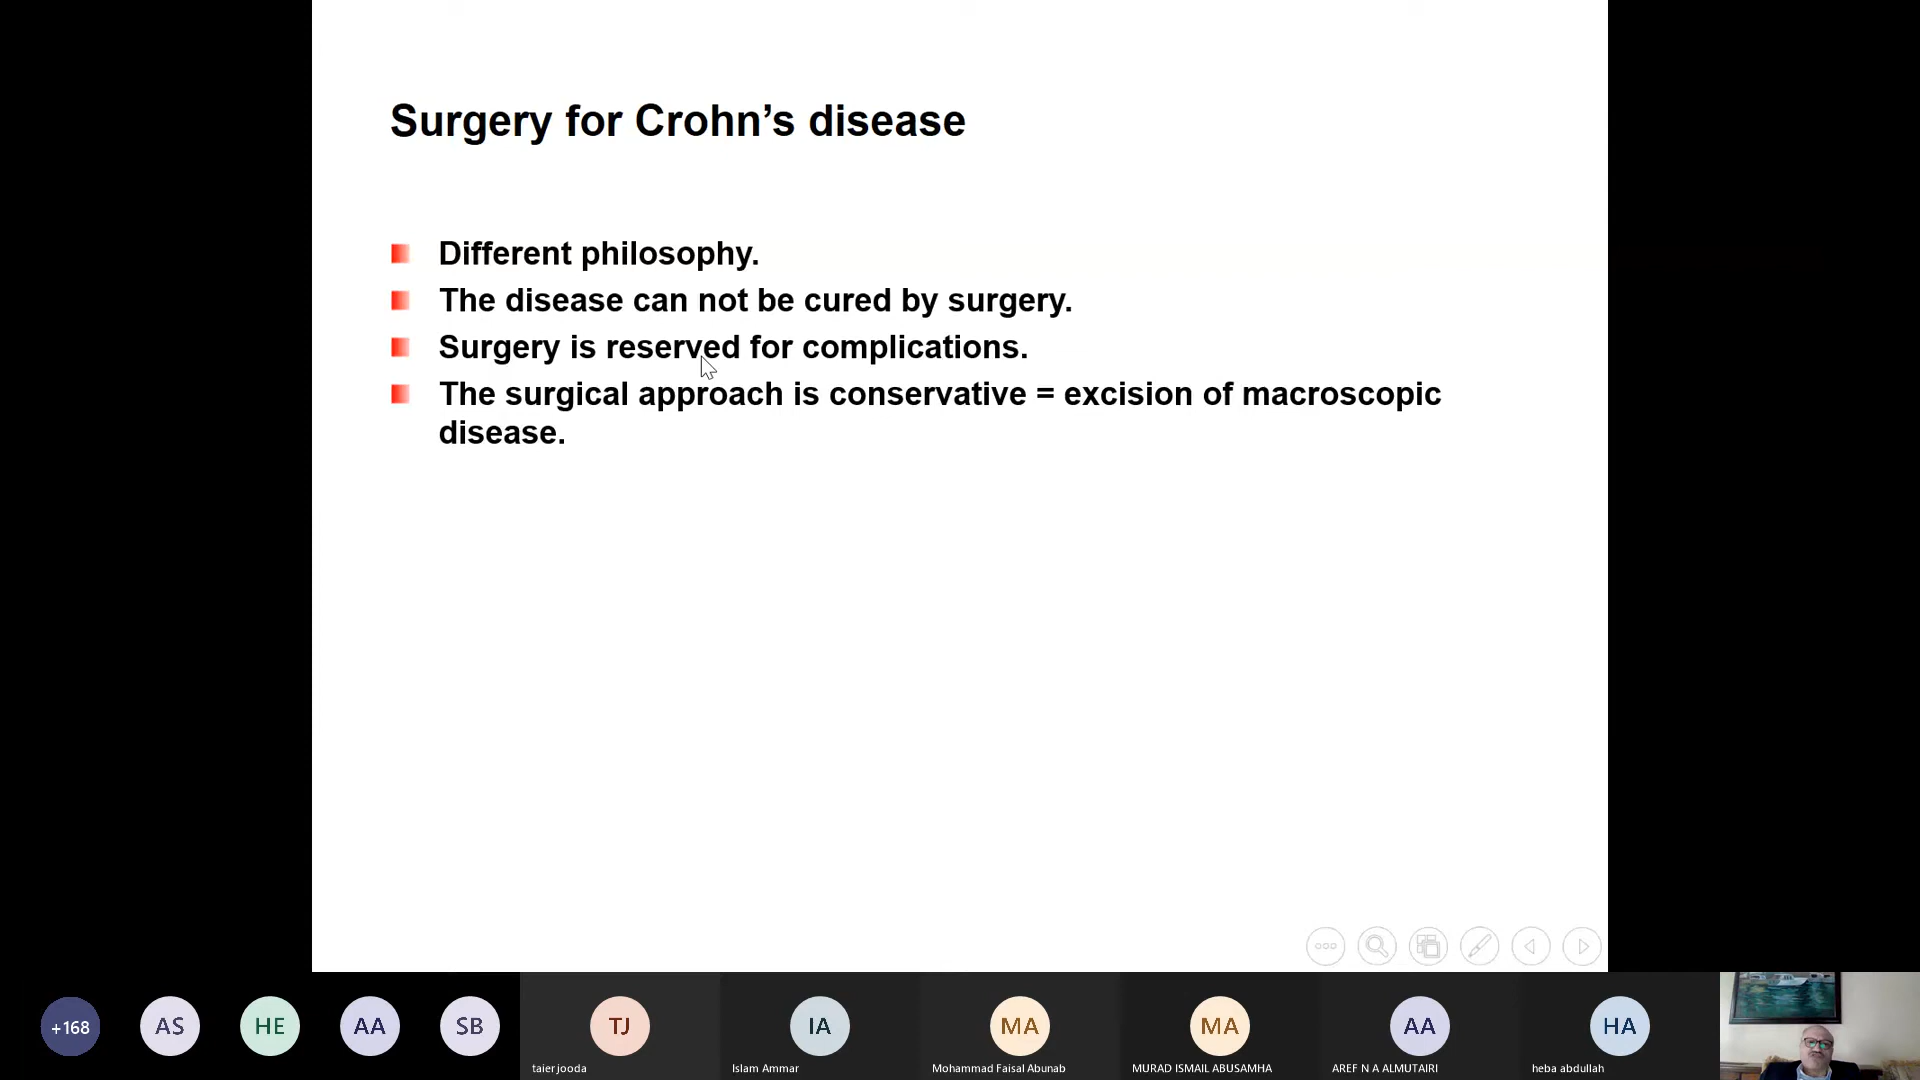 Surgery for Crohn’s disease
Different philosophy.
The disease can not be cured by surgery.
Surgery is reserved for complications.
The surgical approach is conservative = excision of macroscopic
disease.
+168
AS
HE
AA
SB
TJ
IA
MA
MA
AA
HA
taier jooda
Islam Ammar
Mohammad Faisal Abunab
MURAD ISMAIL ABUSAMHA
AREF N A ALMUTAIRI
heba abdullah